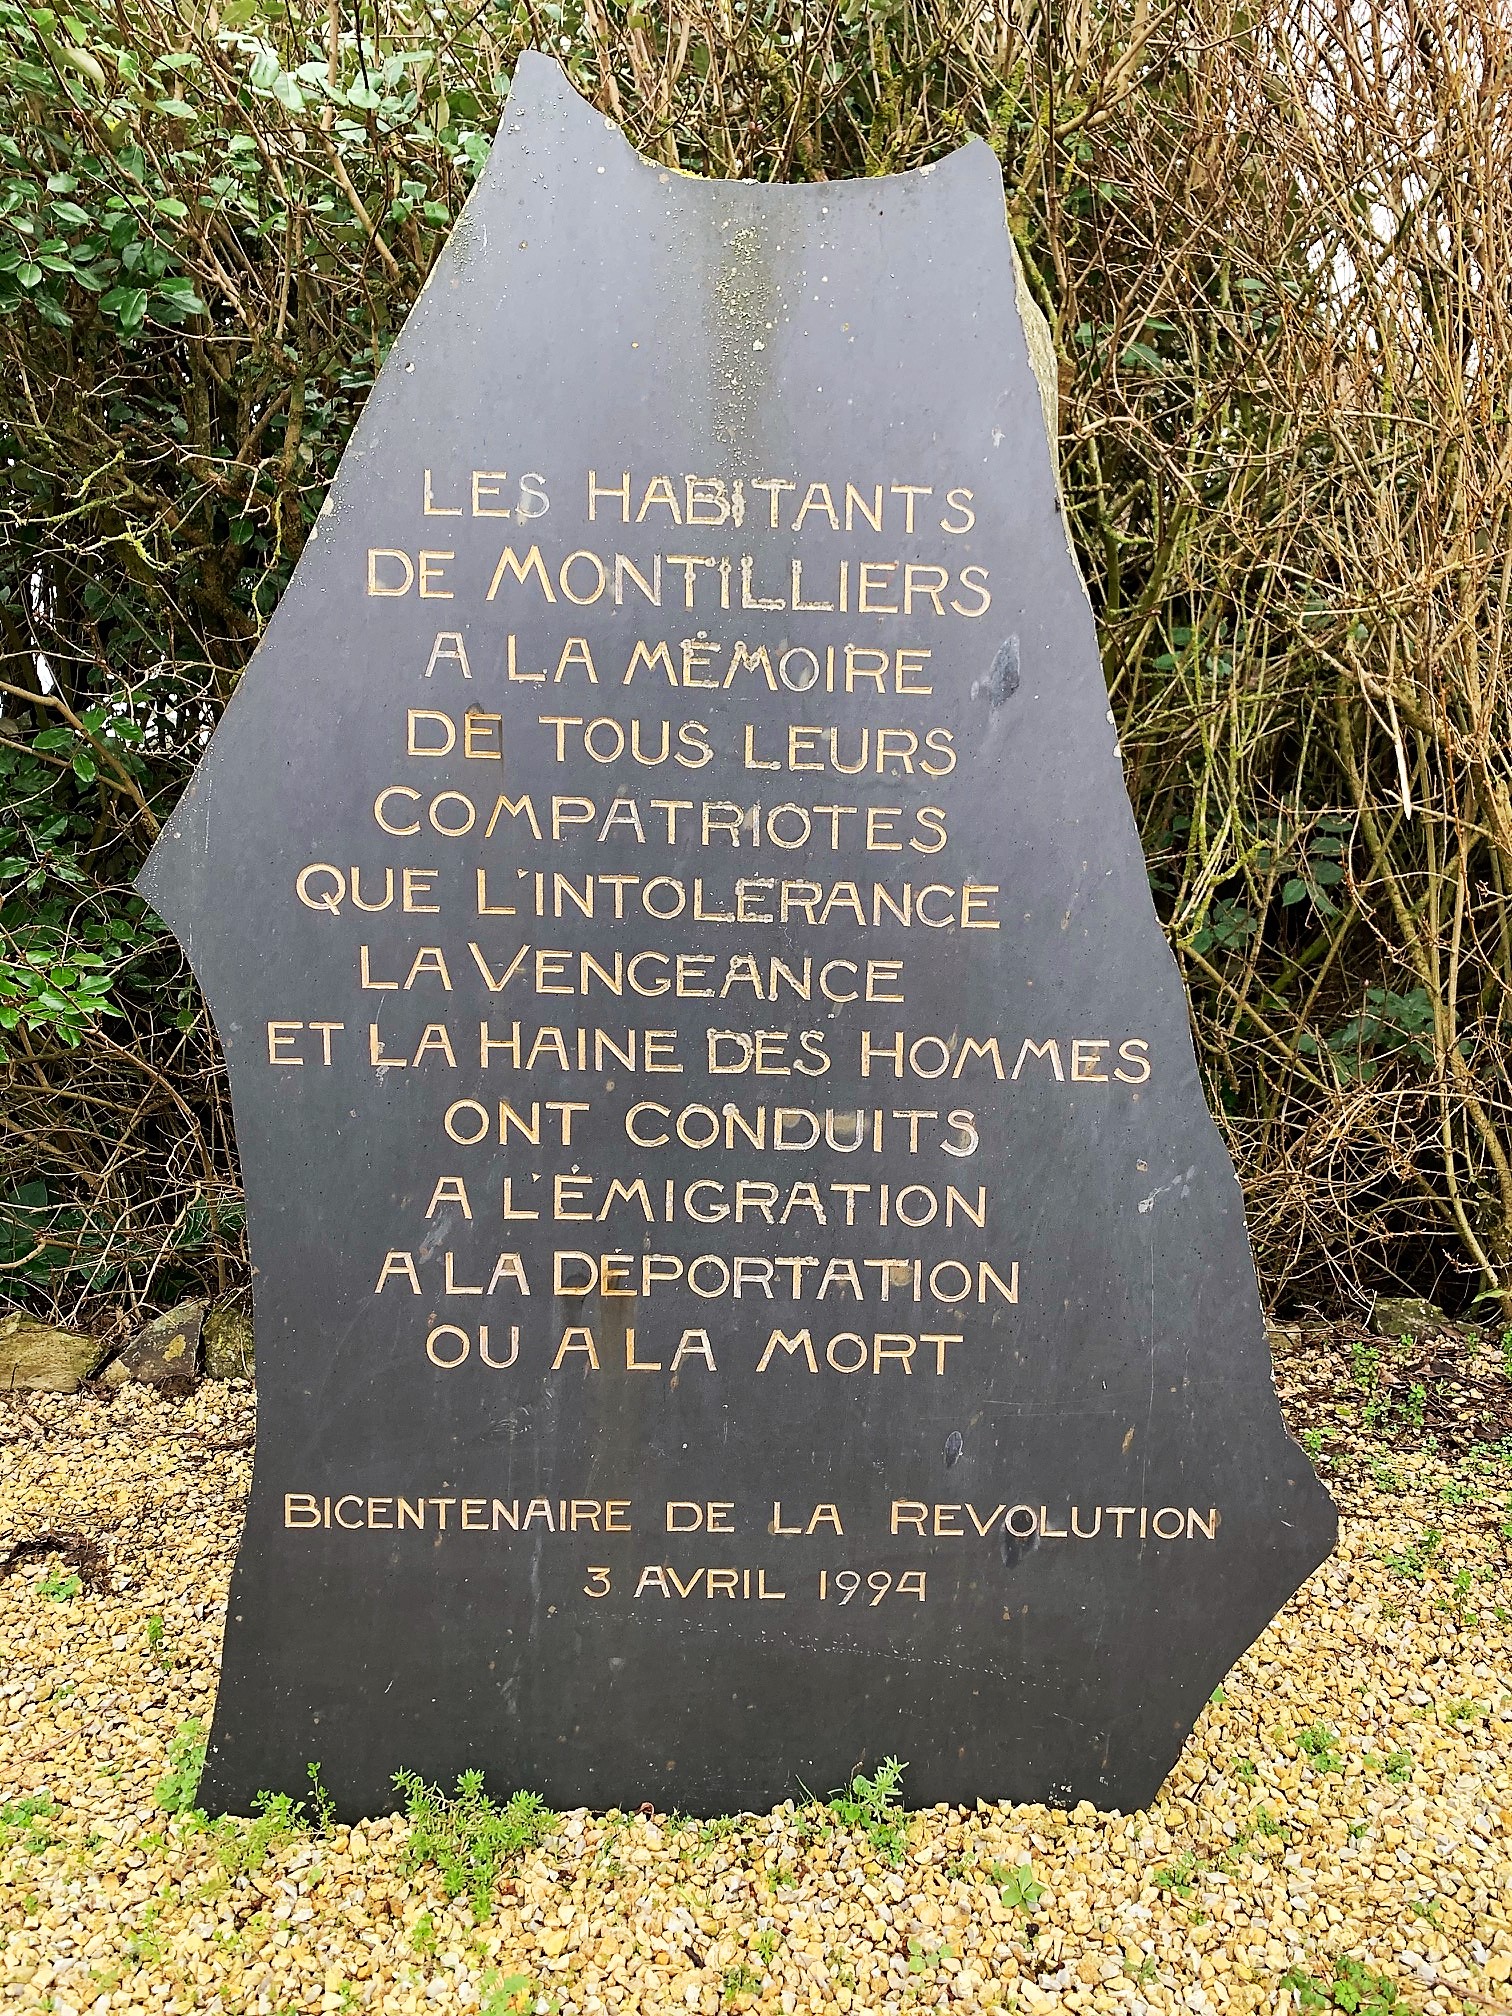 LES HABITANTS
DE MONTILLIERS
A LA MÉMOIRE
DE TOUS LEURS
COMPATRIOTES
QUE L'INTOLERANCE
LA VENGEANCE
ET LA HAINE DES HOMMES
ONT CONDUITS
A L'ÉMIGRATION
A LA DEPORTATION
OU A LA MORT
BICENTENAIRE DE LA REVOLUTION
3 AVRIL 1994